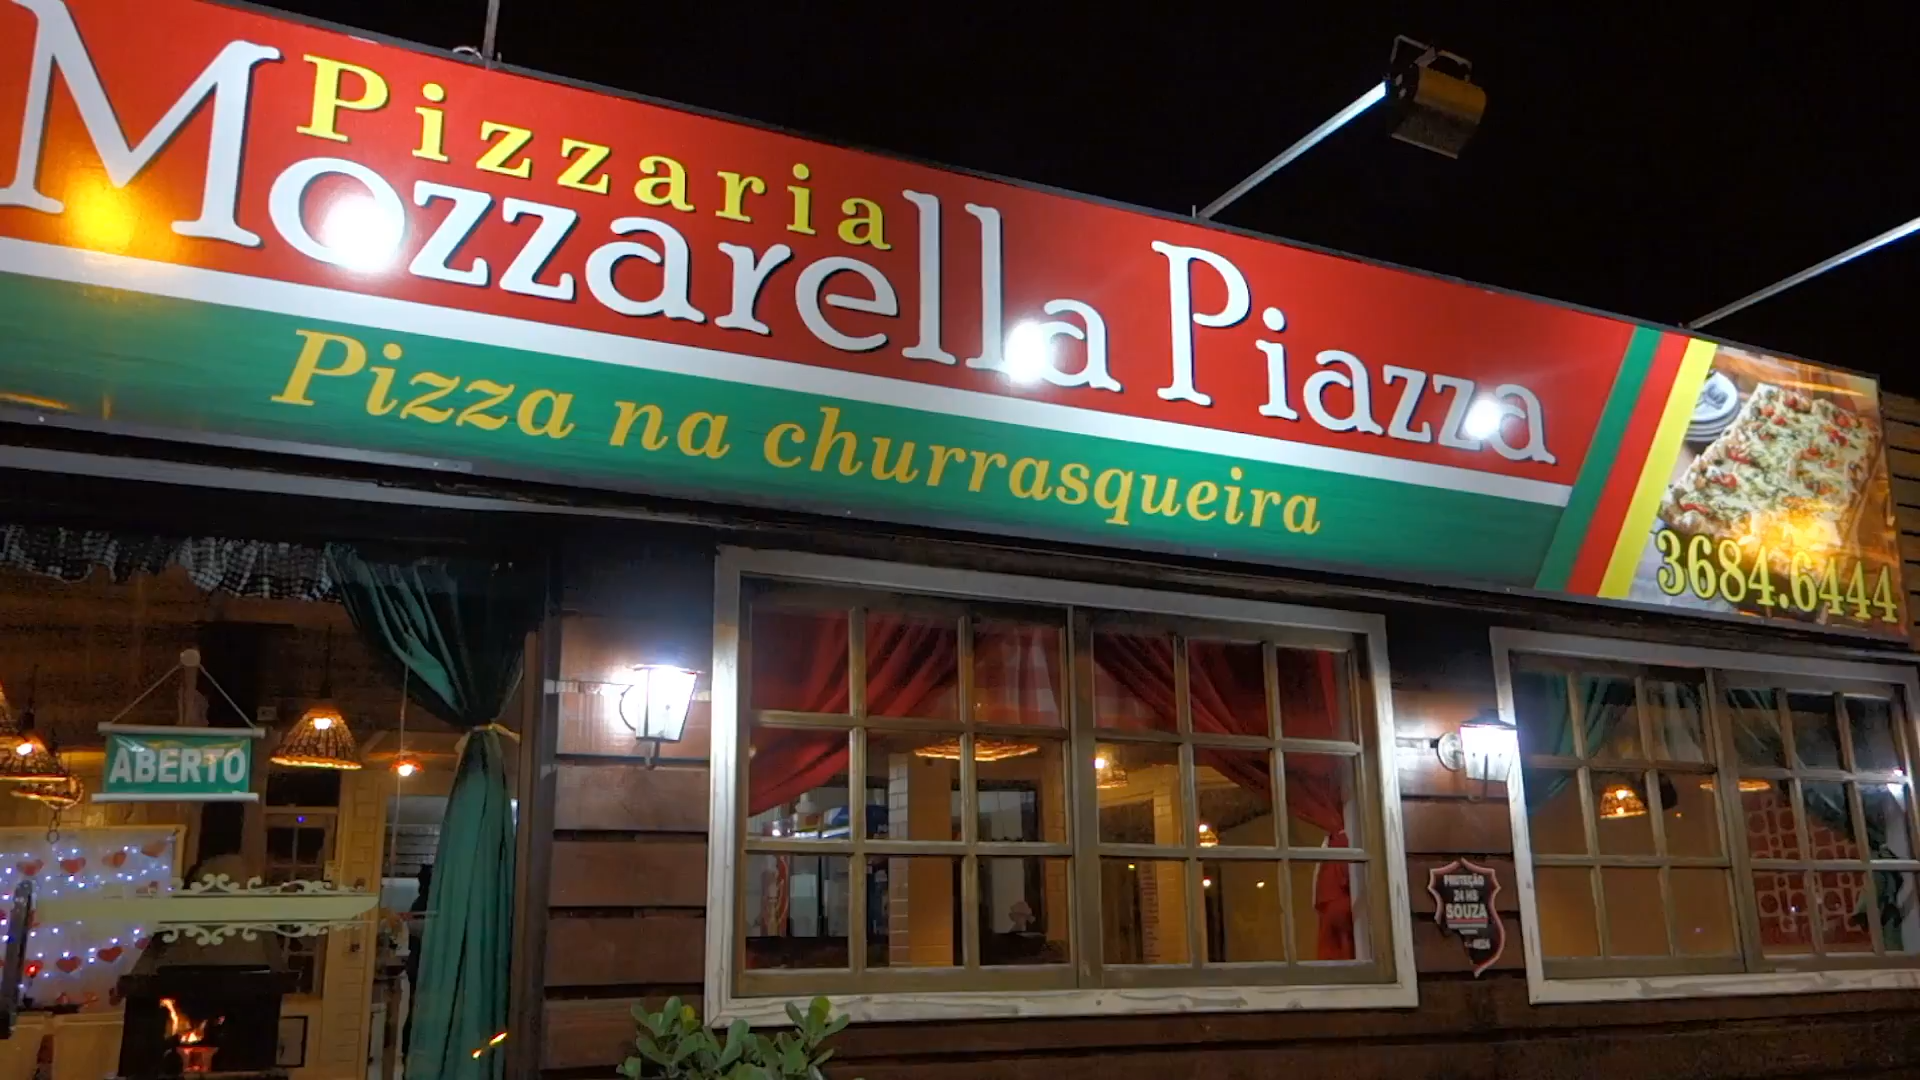 Pizzaria
Mozzarella Piazza
Pizza na churrasqueira
3684.6444
ABERTO
PROTEÇÃO
24 HS
SOUZA